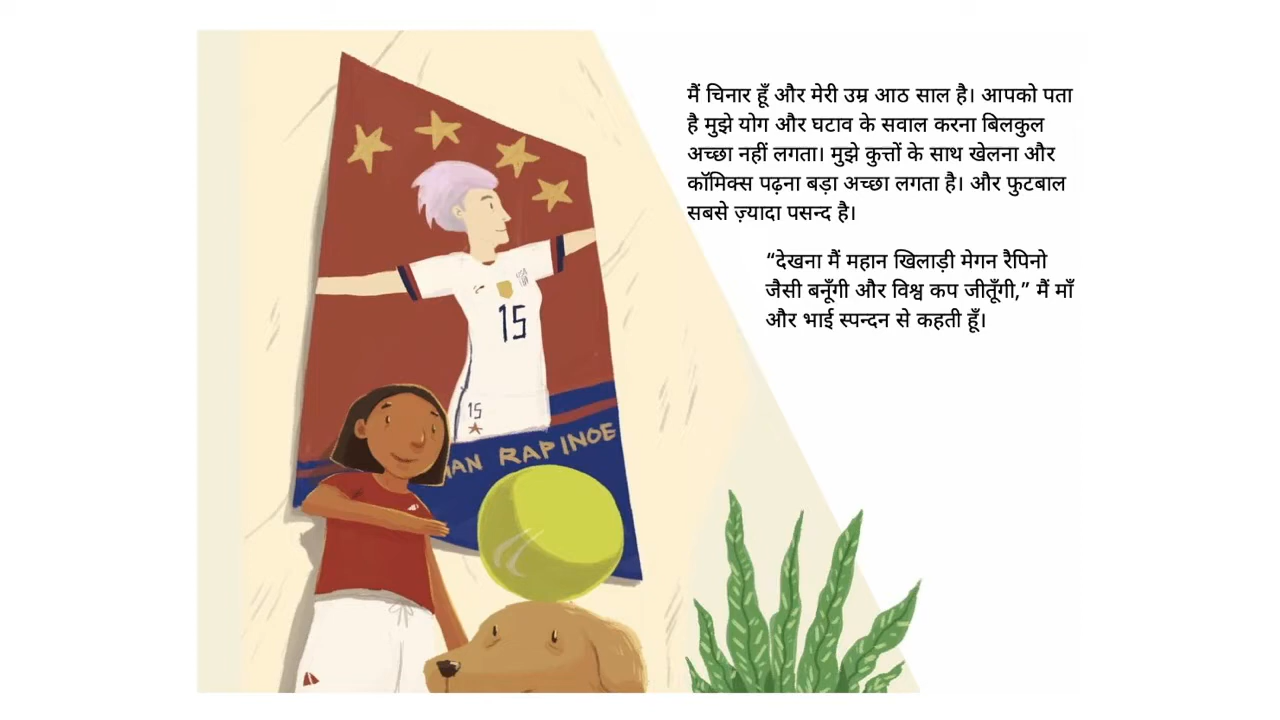 मैं चिनार हूँ और मेरी उम्र आठ साल है। आपको पता
है मुझे योग और घटाव के सवाल करना बिलकुल
अच्छा नहीं लगता। मुझे कुत्तों के साथ खेलना और
कॉमिक्स पढ़ना बड़ा अच्छा लगता है। और फुटबाल
सबसे ज़्यादा पसन्द है।
“देखना मैं महान खिलाड़ी मेगन रैपिनो
जैसी बनूँगी और विश्व कप जीतूँगी,” मैं माँ
और भाई स्पन्दन से कहती हूँ।
15
15
RAPINOE